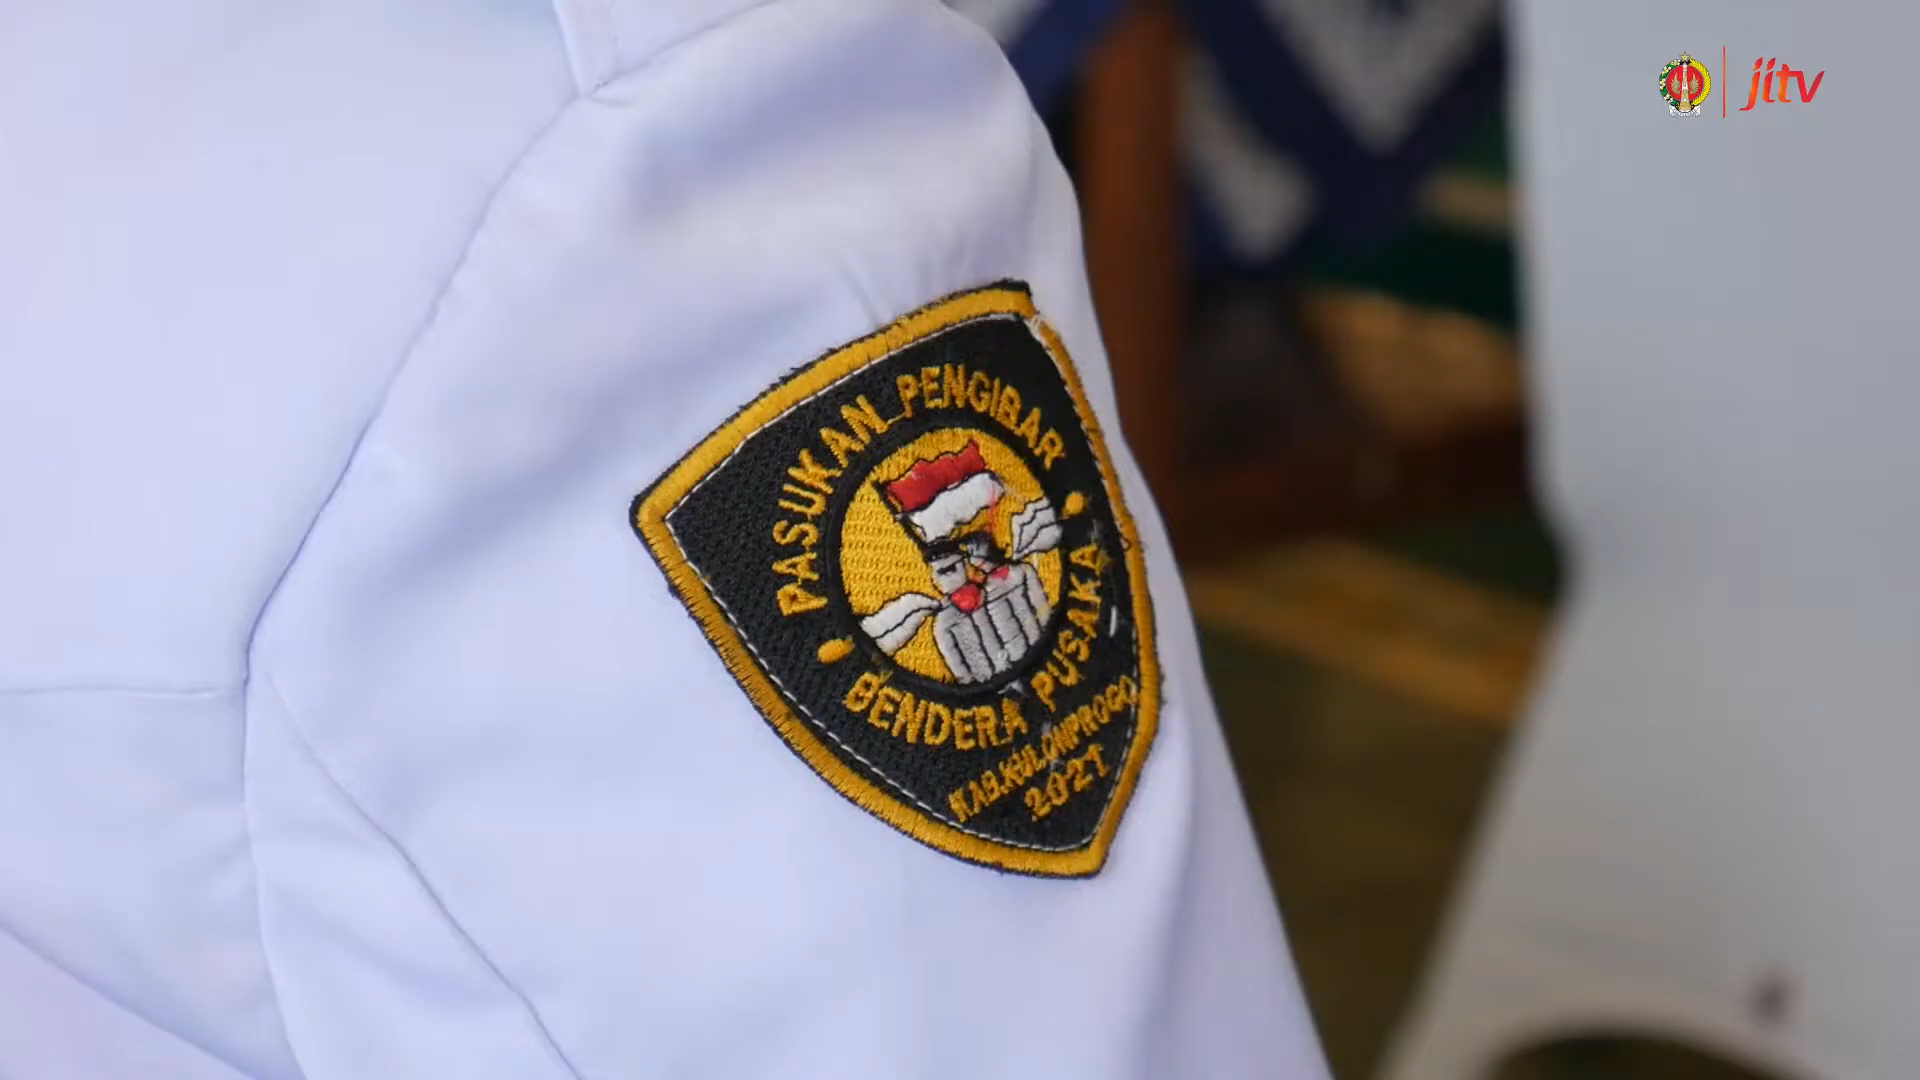 jitv
PASUKAN PENGIBAR
BENDERA PUSAKA
KAB.KULONPROGO
2021